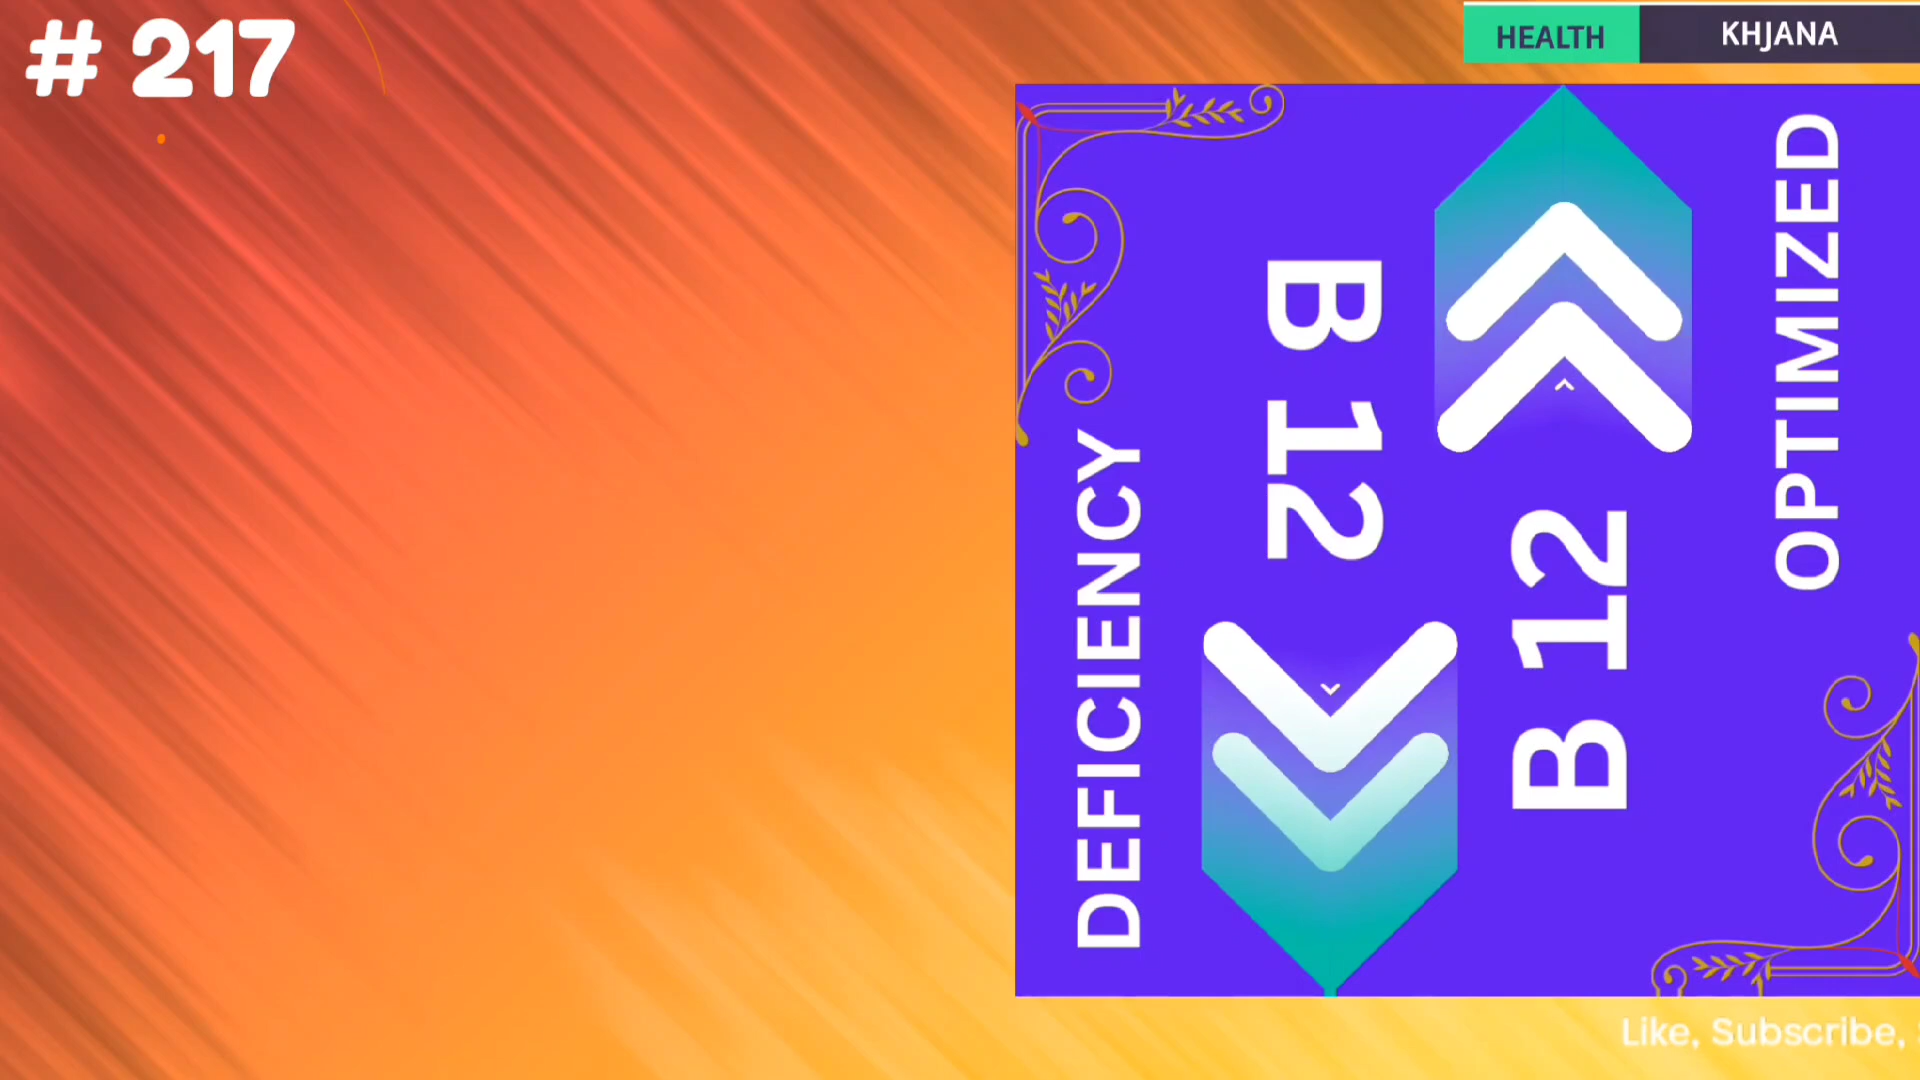 # 217
HEALTH KHJANA
DEFICIENCY
B 12
B 12
OPTIMIZED
Like, Subscribe,